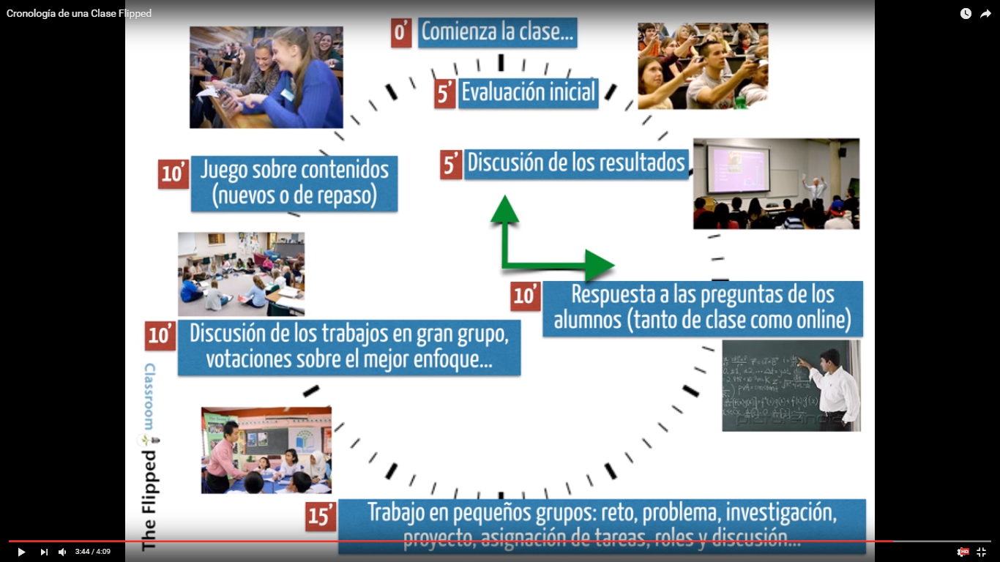 Cronología de una Clase Flipped
0' Comienza la clase...
5' Evaluación inicial
5' Discusión de los resultados
10' Respuesta a las preguntas de los
alumnos (tanto de clase como online)
15' Trabajo en pequeños grupos: reto, problema, investigación,
proyecto, asignación de tareas, roles y discusión...
10' Discusión de los trabajos en gran grupo,
votaciones sobre el mejor enfoque...
10' Juego sobre contenidos
(nuevos o de repaso)
The Flipped Classroom
3:44 / 4:09
HD